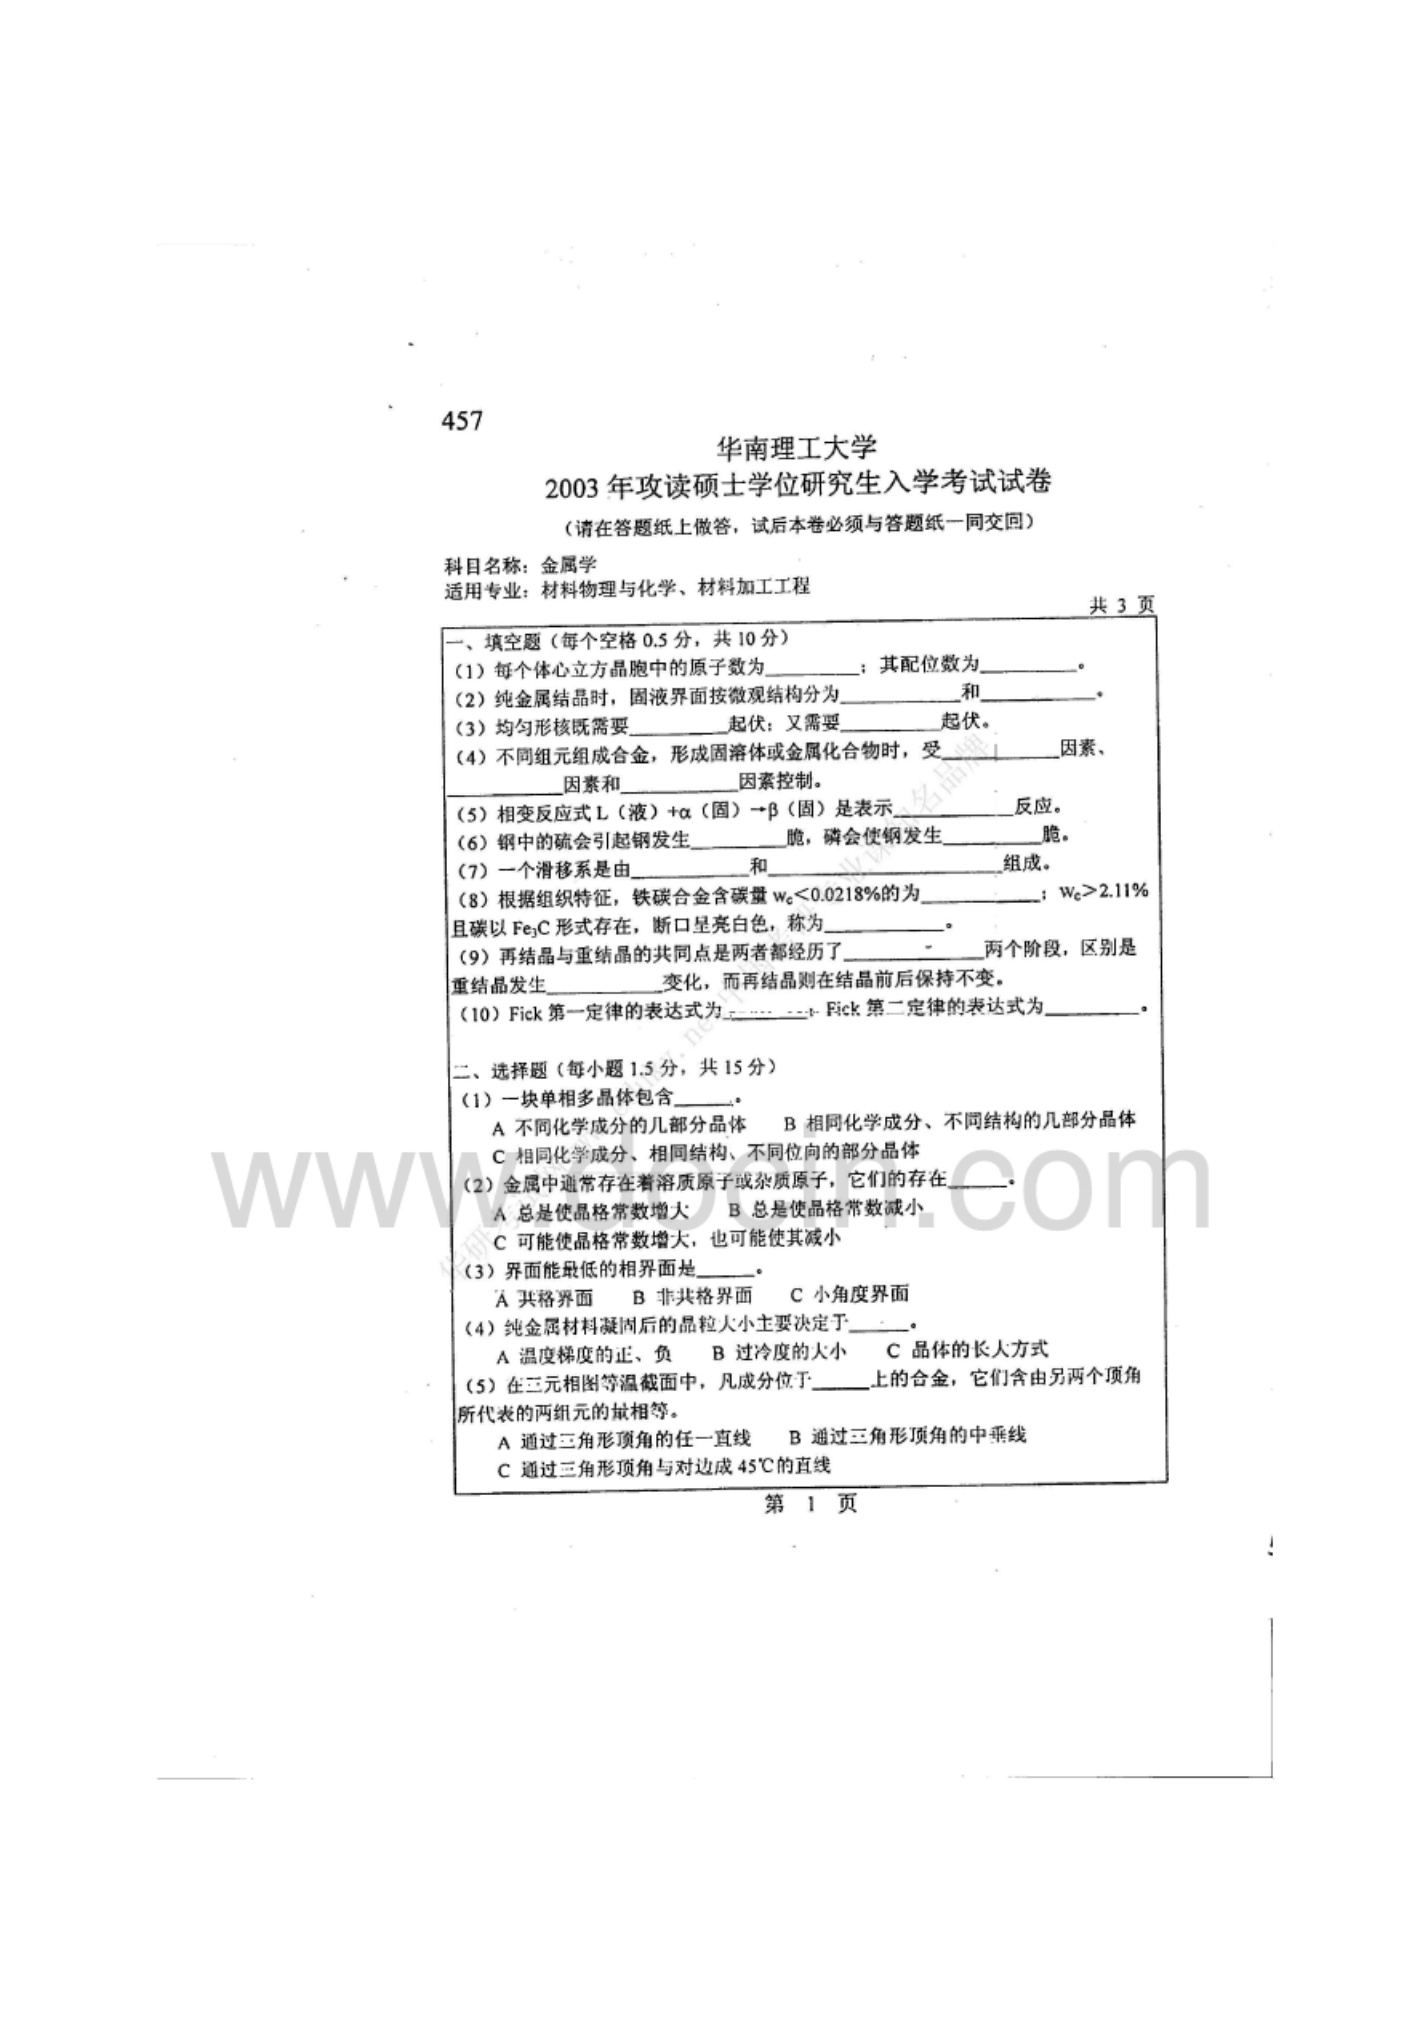 457
华南理工大学
2003 年攻读硕士学位研究生入学考试试卷
（请在答题纸上做答，试后本卷必须与答题纸一同交回）
科目名称：金属学
适用专业：材料物理与化学、材料加工工程
共 3 页
一、填空题（每个空格 0.5 分，共 10 分）
（1）每个体心立方晶胞中的原子数为________；其配位数为________。
（2）纯金属结晶时，固液界面按微观结构分为________和________。
（3）均匀形核既需要________起伏；又需要________起伏。
（4）不同组元组成合金，形成固溶体或金属化合物时，受________因素、
________因素和________因素控制。
（5）相变反应式 L（液）+α（固）→β（固）是表示________反应。
（6）钢中的硫会引起钢发生________脆，磷会使钢发生________脆。
（7）一个滑移系是由________和________组成。
（8）根据组织特征，铁碳合金含碳量 wc＜0.0218%的为________；Wc＞2.11%
且碳以 Fe3C 形式存在，断口呈亮白色，称为________。
（9）再结晶与重结晶的共同点是两者都经历了________两个阶段，区别是
重结晶发生________变化，而再结晶则在结晶前后保持不变。
（10）Fick 第一定律的表达式为________；Fick 第二定律的表达式为________。
二、选择题（每小题 1.5 分，共 15 分）
（1）一块单相多晶体包含______。
A 不同化学成分的几部分晶体 B 相同化学成分、不同结构的几部分晶体
C 相同化学成分、相同结构、不同位向的部分晶体
（2）金属中通常存在着溶质原子或杂质原子，它们的存在______。
A 总是使晶格常数增大 B 总是使晶格常数减小
C 可能使晶格常数增大，也可能使其减小
（3）界面能最低的相界面是______。
A 共格界面 B 非共格界面 C 小角度界面
（4）纯金属材料凝固后的晶粒大小主要决定于______。
A 温度梯度的正、负 B 过冷度的大小 C 晶体的长大方式
（5）在三元相图等温截面中，凡成分位于______上的合金，它们含由另两个顶角
所代表的两组元的量相等。
A 通过三角形顶角的任一直线 B 通过三角形顶角的中垂线
C 通过三角形顶角与对边成 45℃的直线
第 1 页
www.docin.com